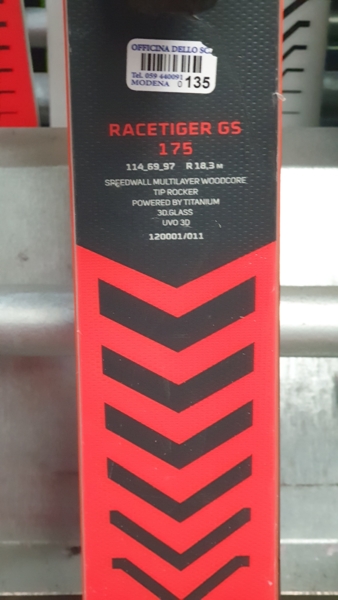 OFFICINA DELLO SCI
Tel. 059 440091
MODENA 0135
RACETIGER GS
175
114_69_97 R 18,3 M
SPEEDWALL MULTILAYER WOODCORE
TIP ROCKER
POWERED BY TITANIUM
3D.GLASS
UVO 3D
120001/011